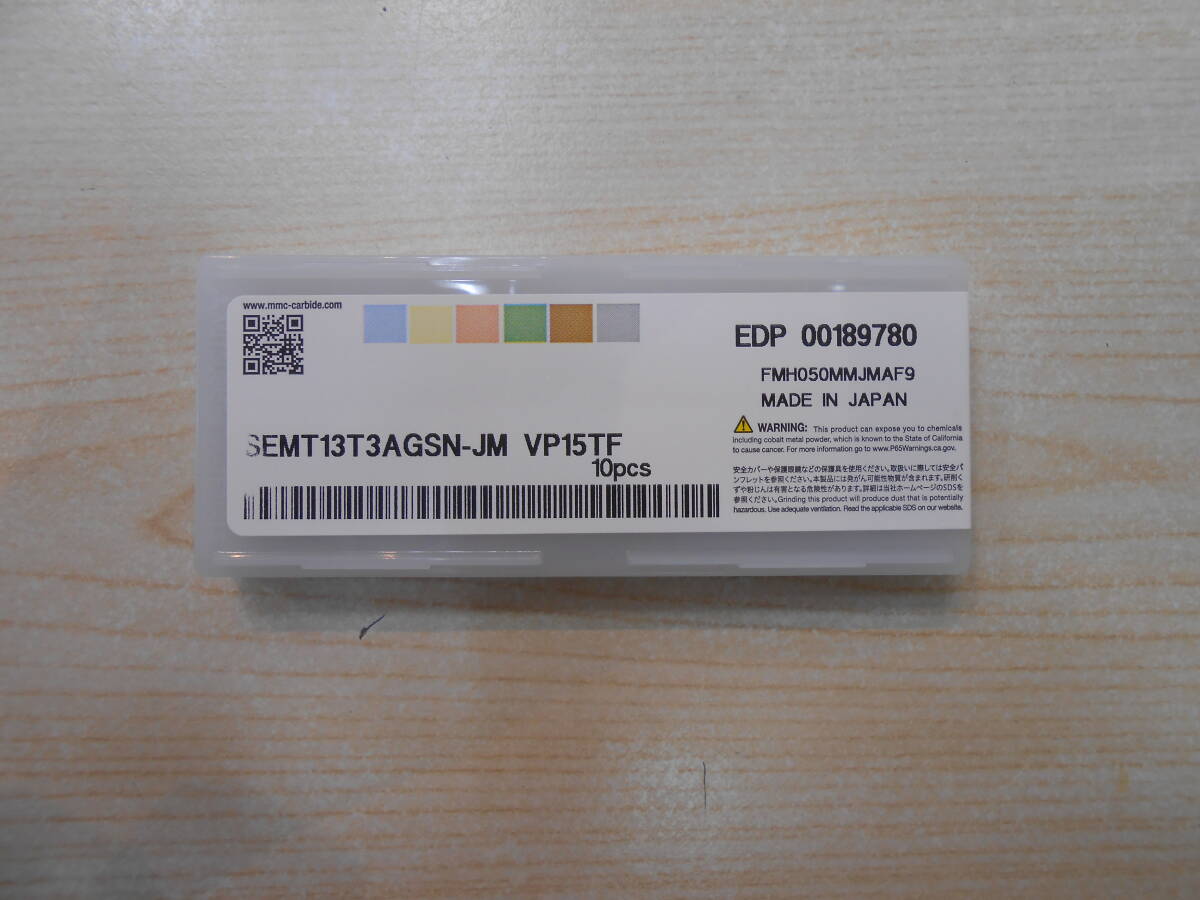 www.mmc-carbide.com
EDP 00189780
FMH050MMJMAF9
MADE IN JAPAN
SEMT13T3AGSN-JM VP15TF
10pcs
WARNING: This product can expose you to chemicals
including cobalt metal powder, which is known to the State of California
to cause cancer. For more information go to www.P65Warnings.ca.gov.
安全カバーや保護眼鏡などの保護具を使用ください。取扱いに際しては安全パ
ンフレットを参照ください。本製品には発がん可能性物質が含まれます。研削く
ずや粉じんは有害となる危険性があります。詳細は当社ホームページのSDSを
参照ください。Grinding this product will produce dust that is potentially
hazardous. Use adequate ventilation. Read the applicable SDS on our website.